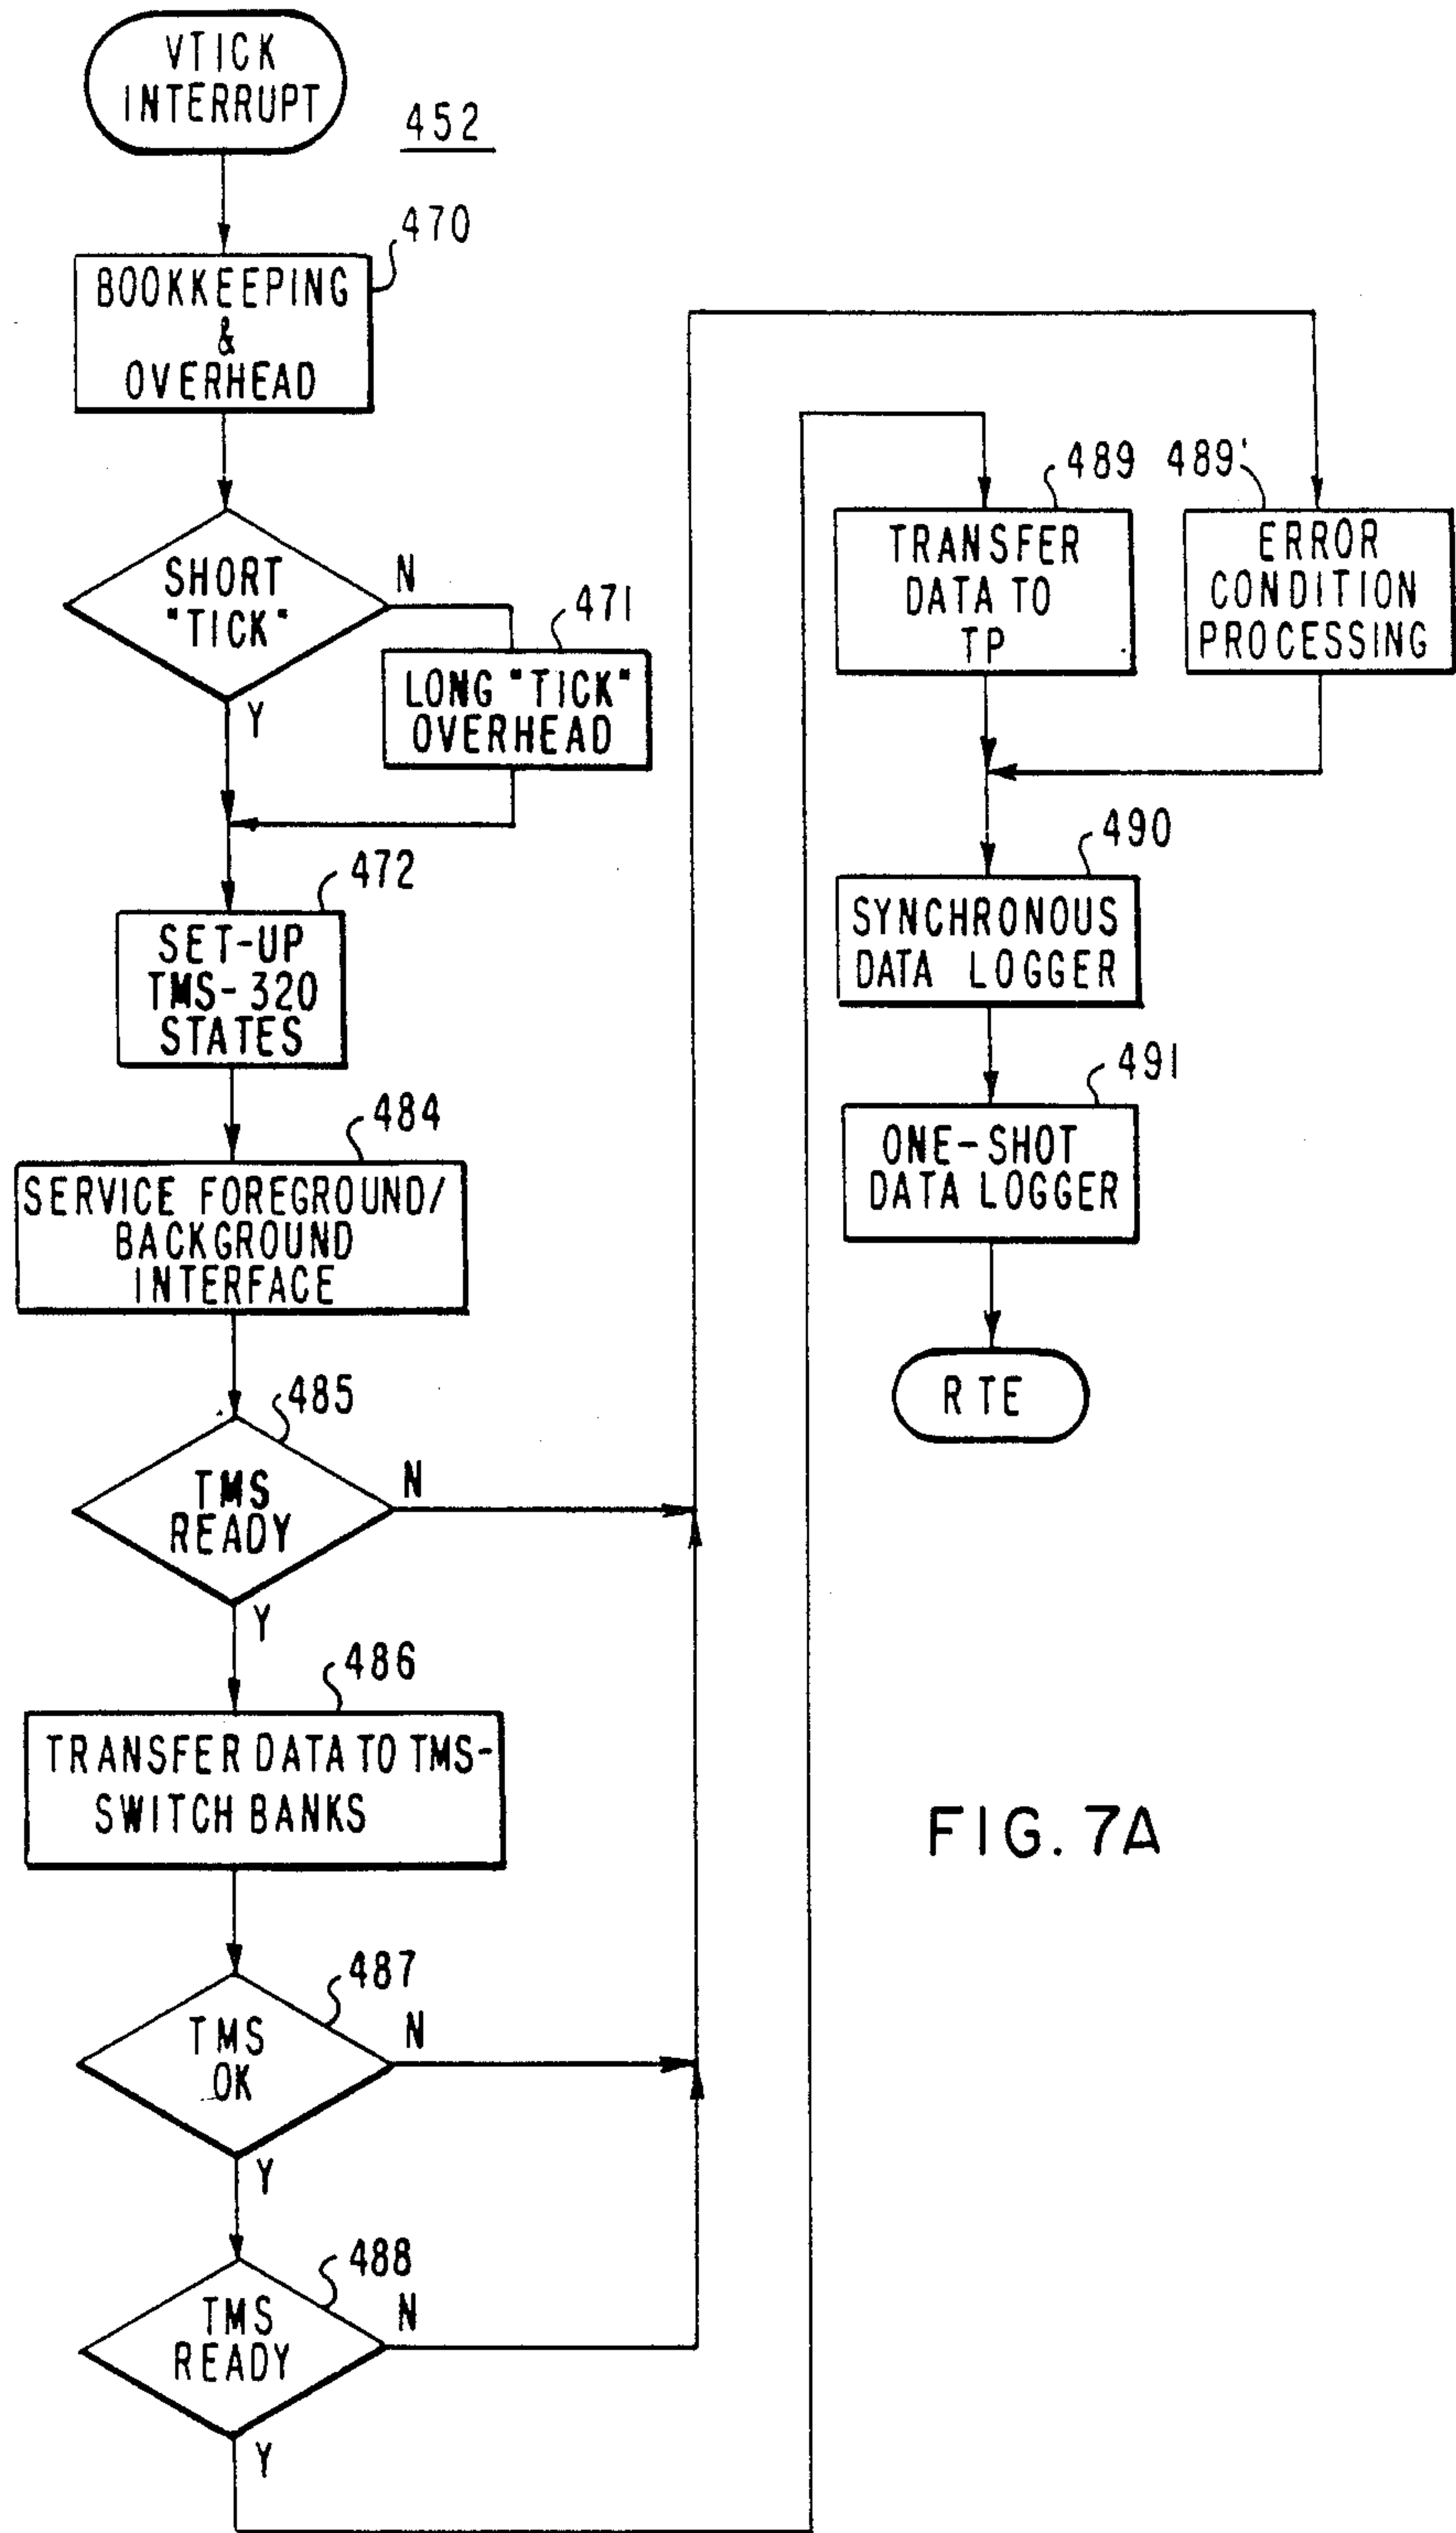 VTICK
INTERRUPT
452
470
BOOKKEEPING
&
OVERHEAD
SHORT
"TICK"
N
Y
471
LONG "TICK"
OVERHEAD
472
SET-UP
TMS-320
STATES
484
SERVICE FOREGROUND/
BACKGROUND
INTERFACE
485
TMS
READY
N
Y
486
TRANSFER DATA TO TMS-
SWITCH BANKS
487
TMS
OK
N
Y
488
TMS
READY
N
Y
489
TRANSFER
DATA TO
TP
489'
ERROR
CONDITION
PROCESSING
490
SYNCHRONOUS
DATA LOGGER
491
ONE-SHOT
DATA LOGGER
RTE
FIG. 7A